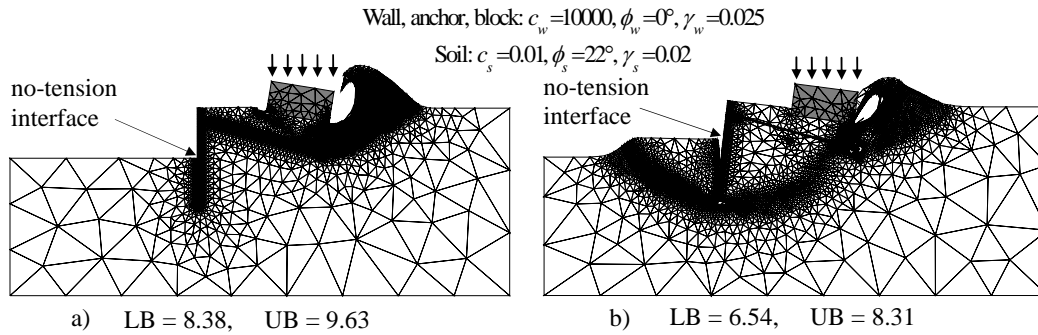 Wall, anchor, block: c_w=10000, ϕ_w=0°, γ_w=0.025
Soil: c_s=0.01, ϕ_s=22°, γ_s=0.02
no-tension
interface
no-tension
interface
a) LB = 8.38, UB = 9.63
b) LB = 6.54, UB = 8.31